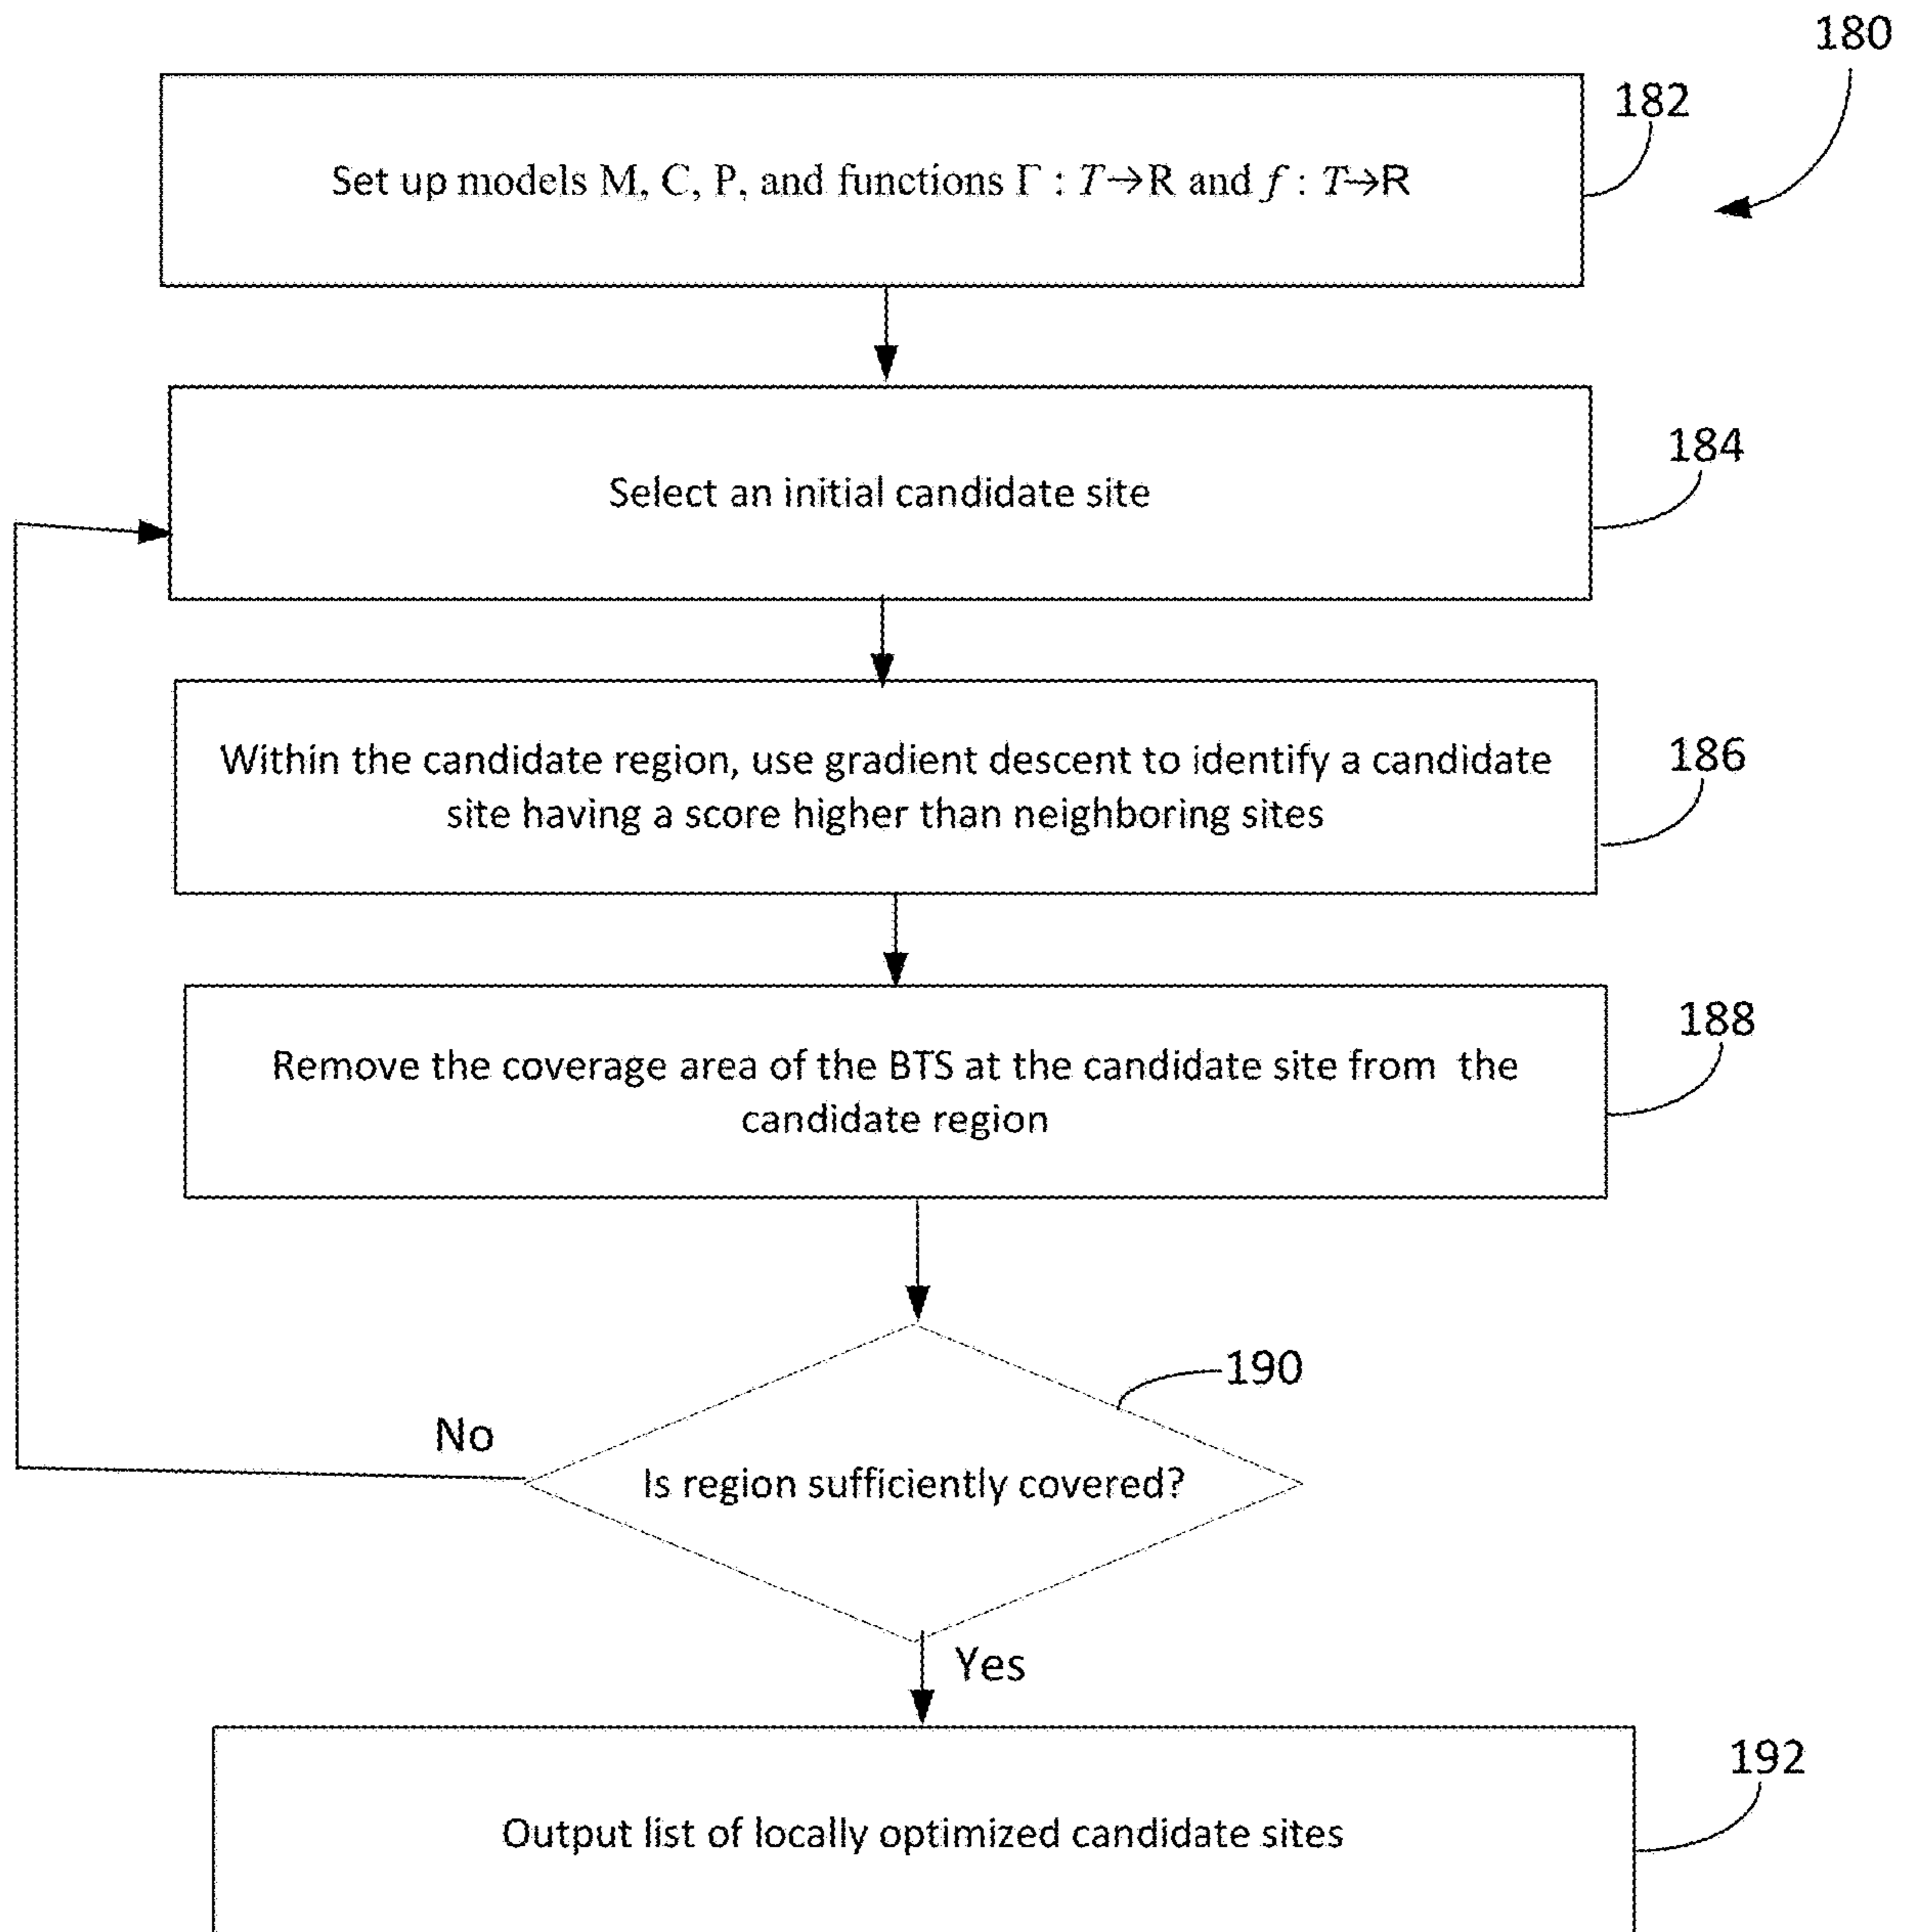 180
182
Set up models M, C, P, and functions Γ : T→R and f : T→R
184
Select an initial candidate site
186
Within the candidate region, use gradient descent to identify a candidate
site having a score higher than neighboring sites
188
Remove the coverage area of the BTS at the candidate site from the
candidate region
190
No
Is region sufficiently covered?
Yes
192
Output list of locally optimized candidate sites